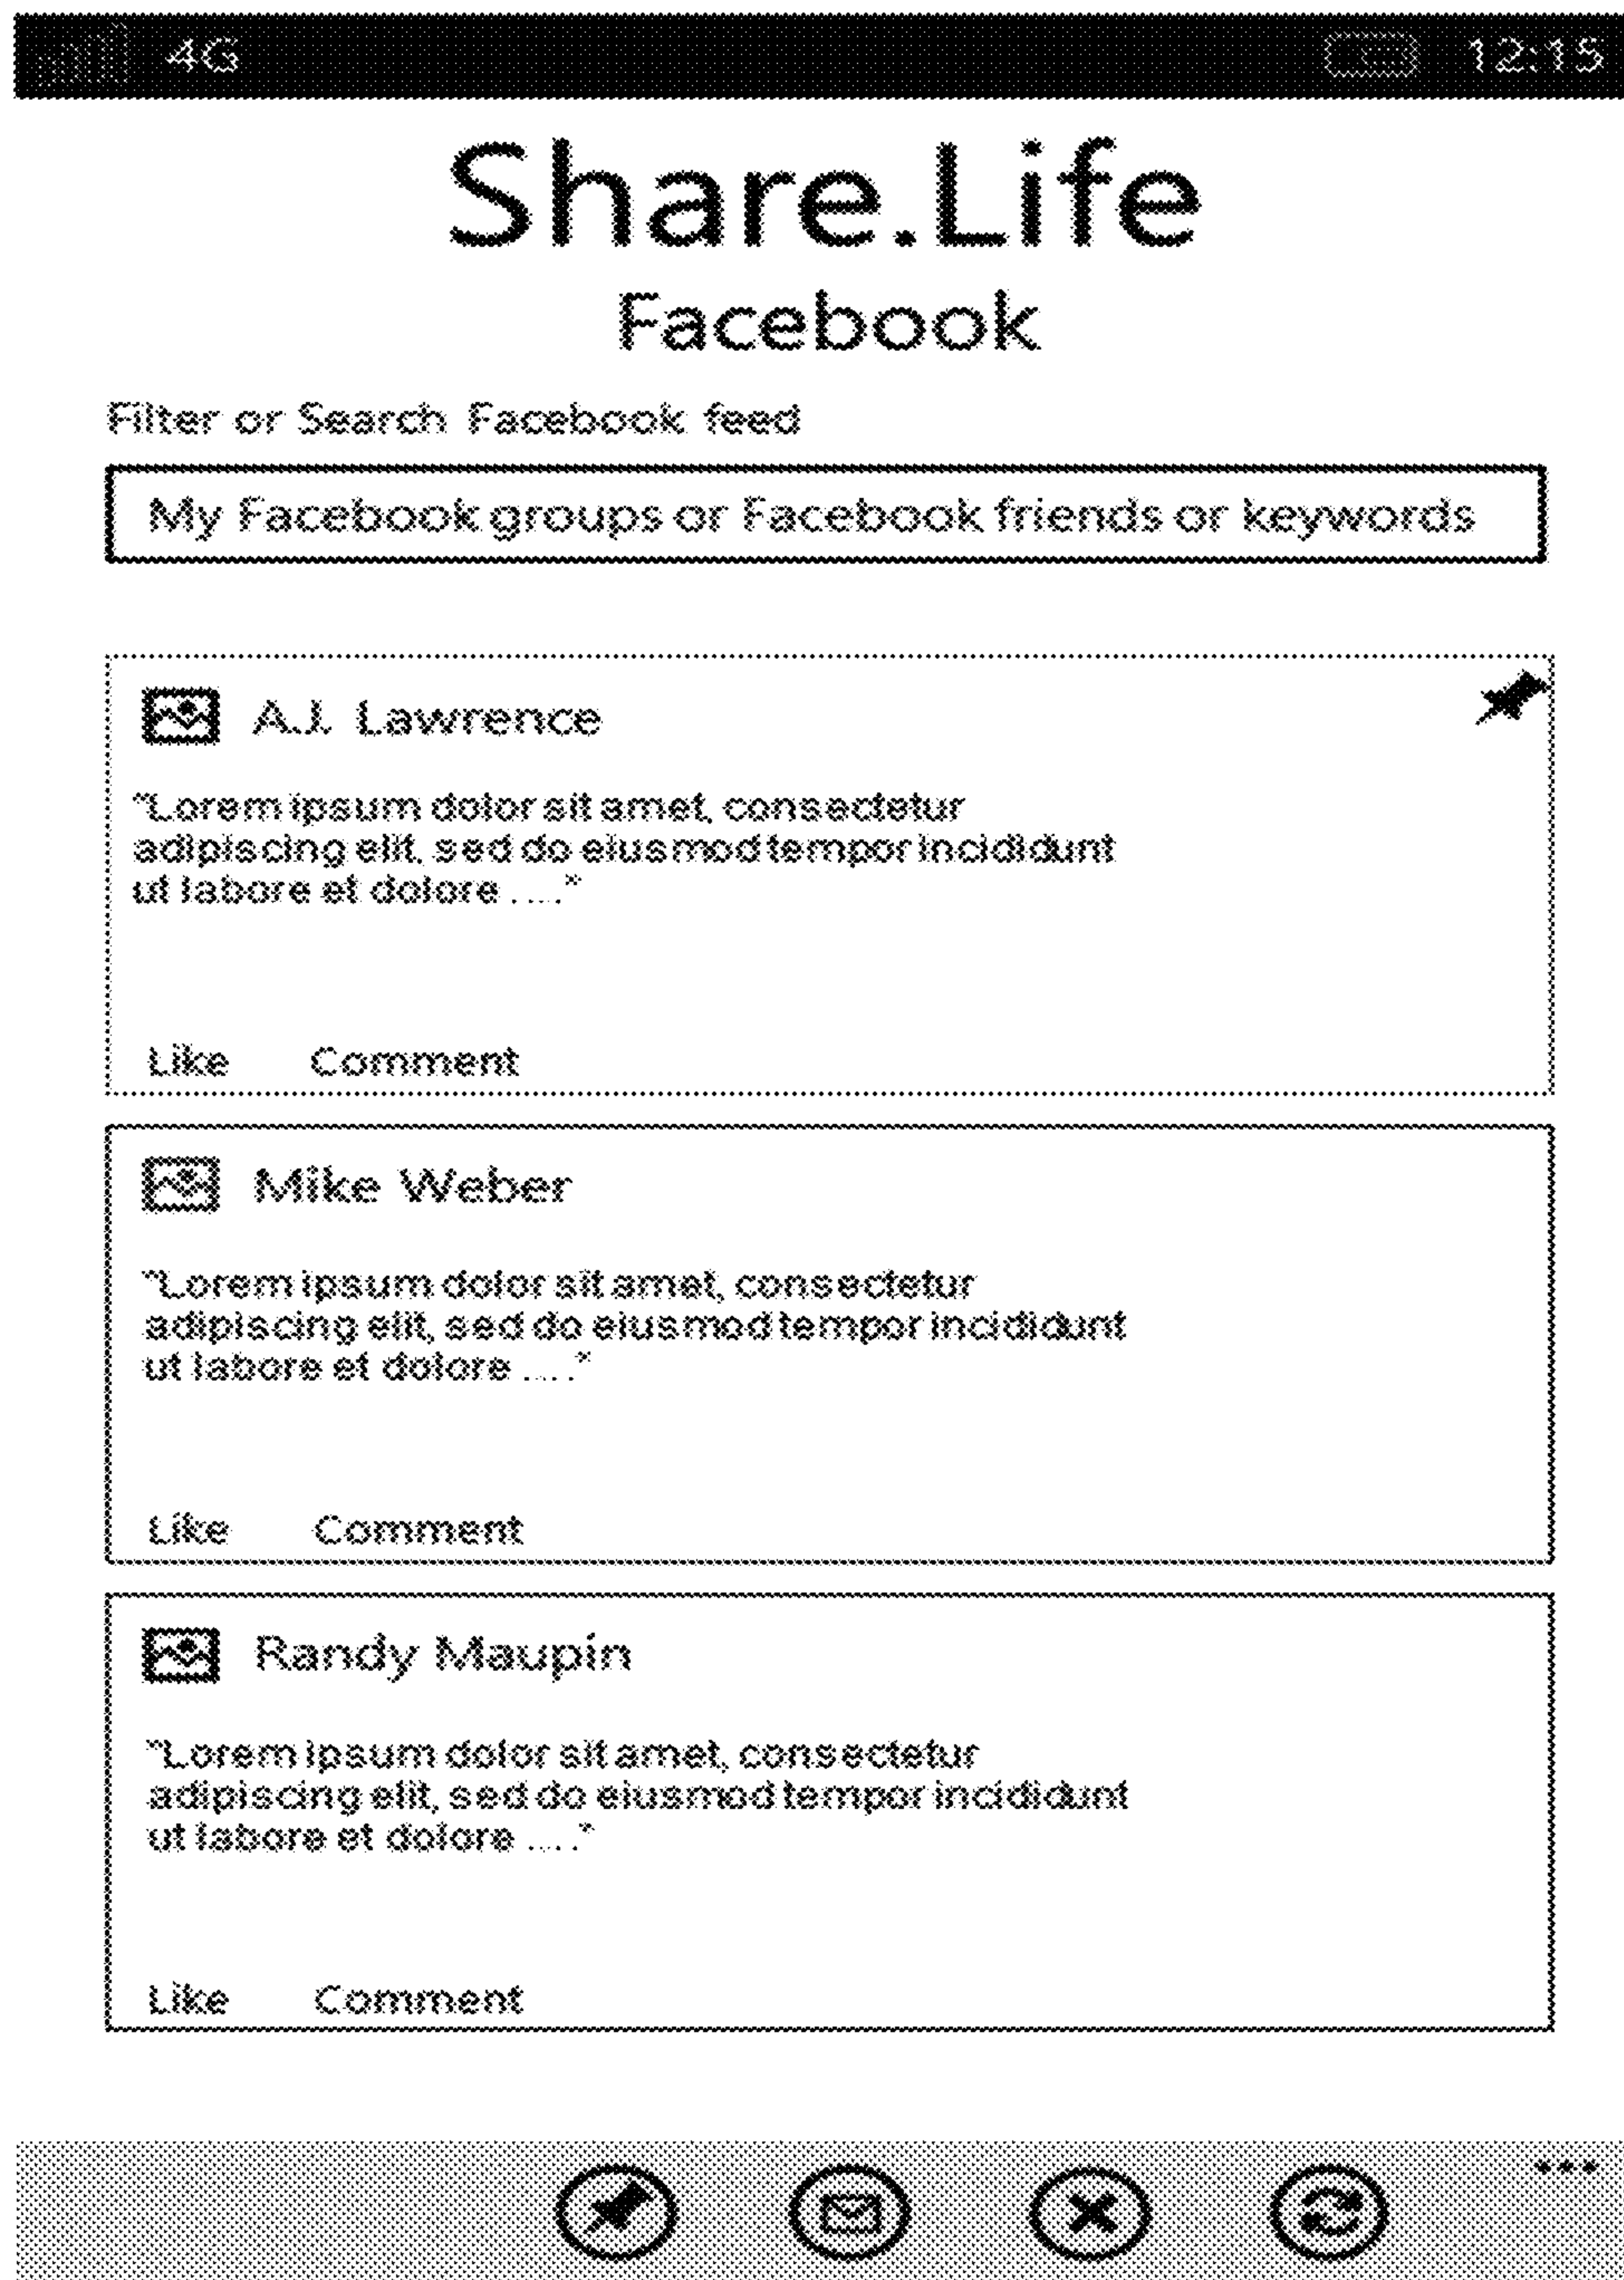 4G 12:15
Share.Life
Facebook
Filter or Search Facebook feed
My Facebook groups or Facebook friends or keywords
A.J. Lawrence
"Lorem ipsum dolor sit amet, consectetur
adipiscing elit, sed do eiusmod tempor incididunt
ut labore et dolore ...."
Like Comment
Mike Weber
"Lorem ipsum dolor sit amet, consectetur
adipiscing elit, sed do eiusmod tempor incididunt
ut labore et dolore ...."
Like Comment
Randy Maupin
"Lorem ipsum dolor sit amet, consectetur
adipiscing elit, sed do eiusmod tempor incididunt
ut labore et dolore ...."
Like Comment
...